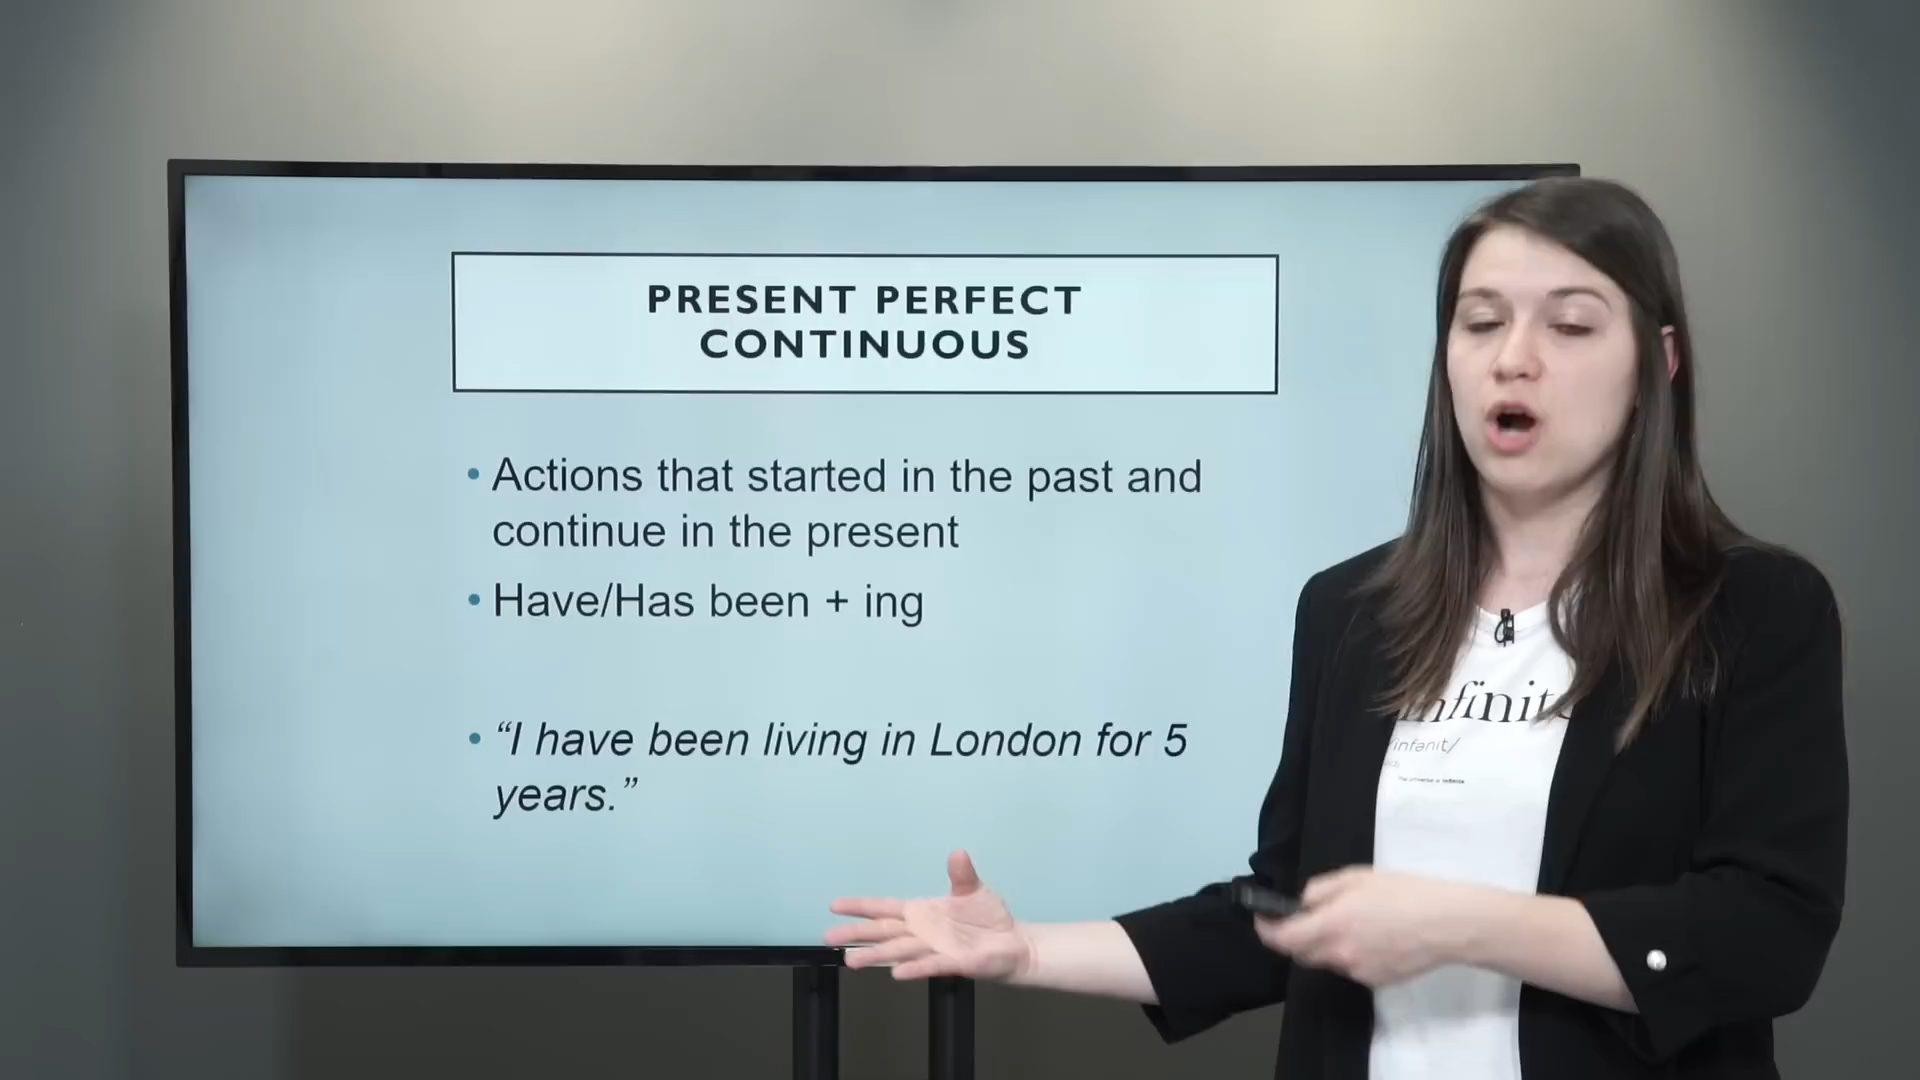 PRESENT PERFECT
CONTINUOUS
• Actions that started in the past and
continue in the present
• Have/Has been + ing
• “I have been living in London for 5
years.”
/infənit/